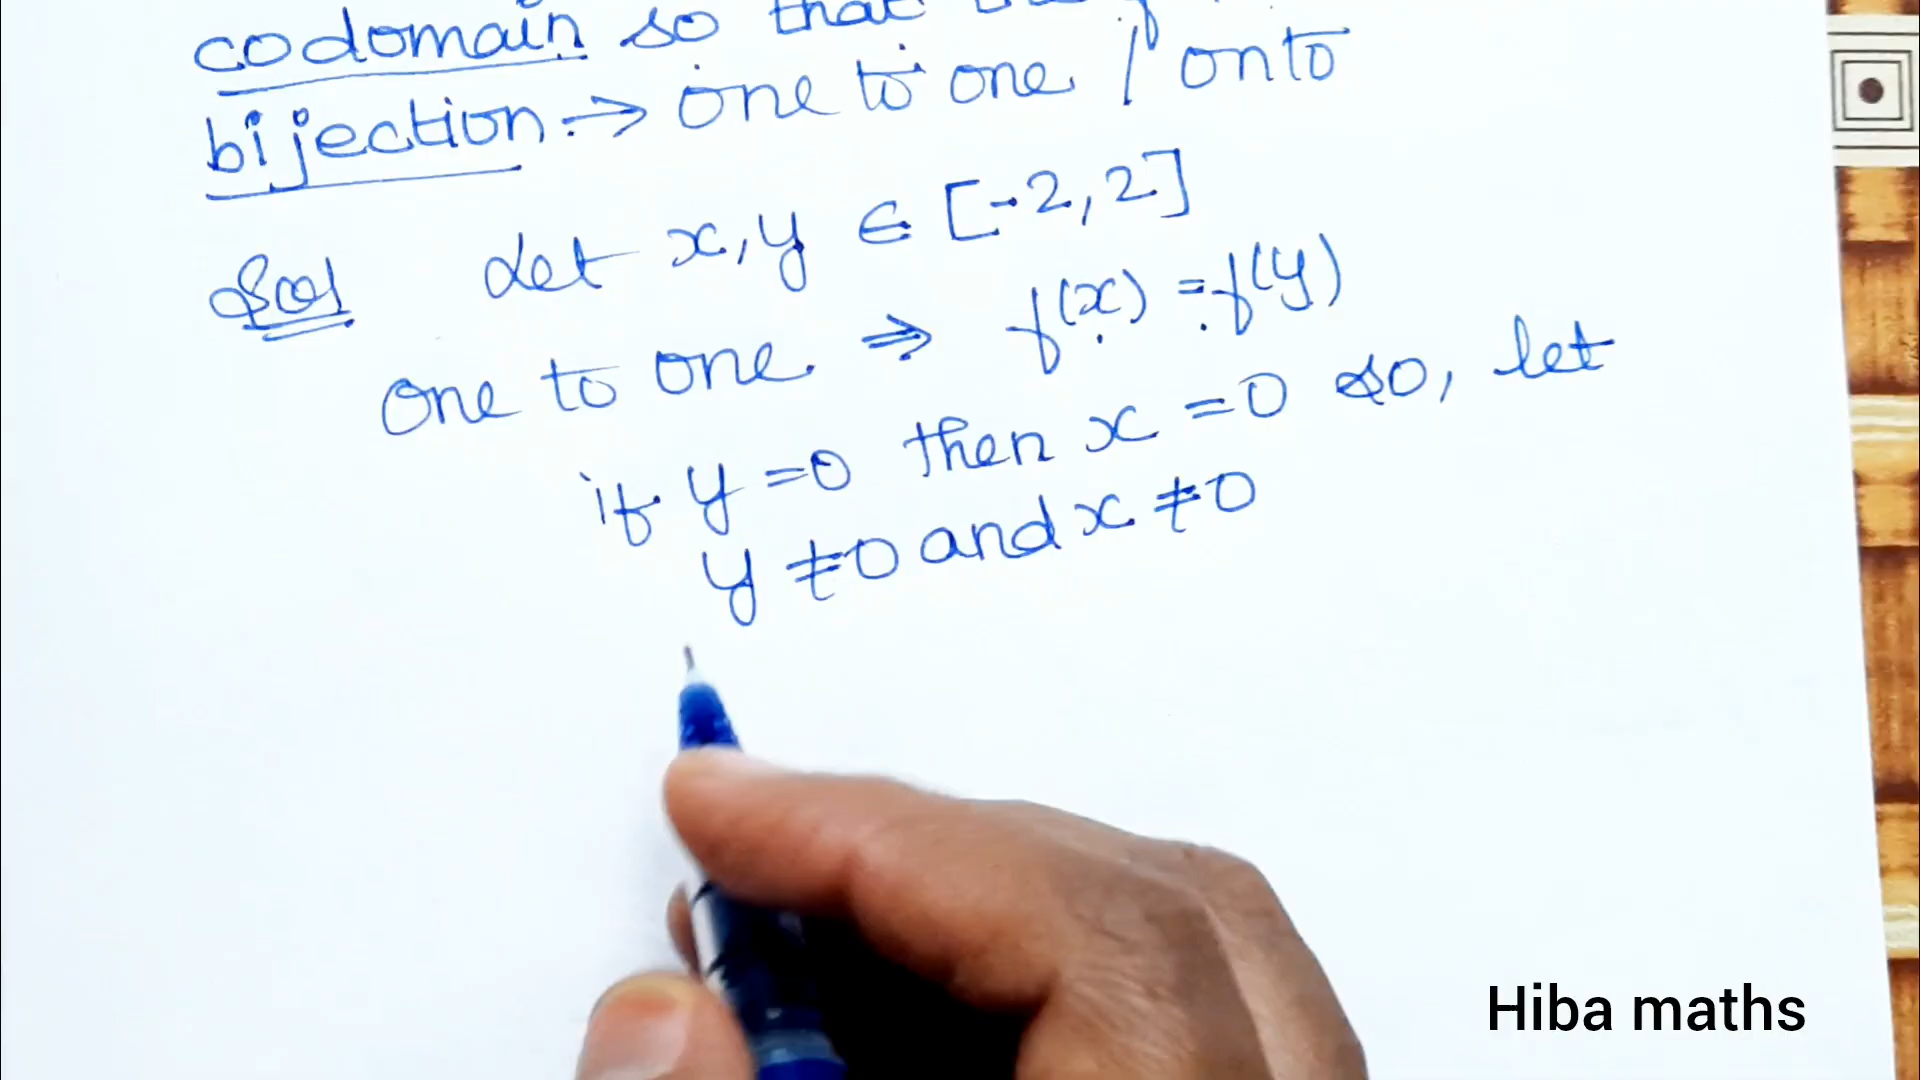 codomain so that
bijection → one to one / onto
Sol Let x, y ∈ [-2, 2]
one to one ⇒ f(x) = f(y)
if y = 0 then x = 0 so, let
y ≠ 0 and x ≠ 0
Hiba maths